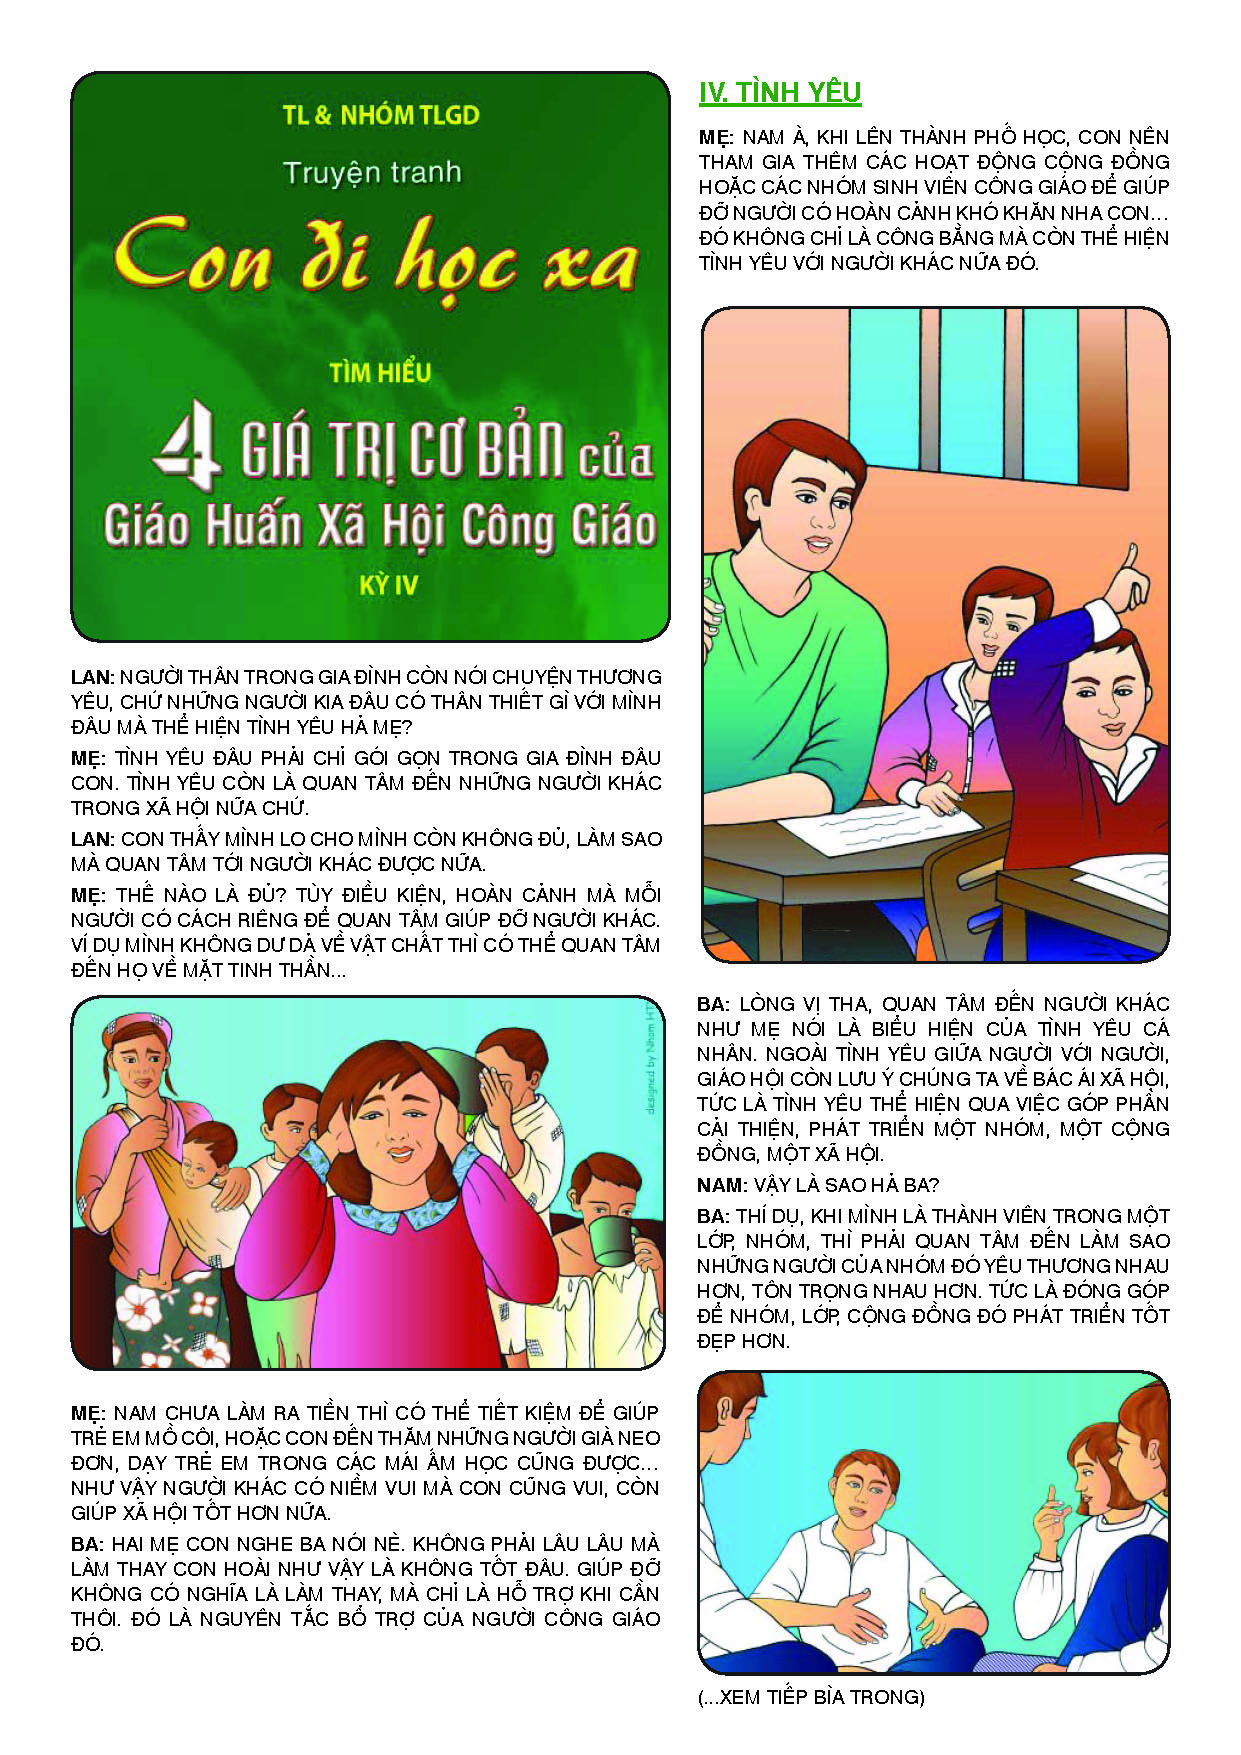 TL & NHÓM TLGD
Truyện tranh
Con đi học xa
TÌM HIỂU
4 GIÁ TRỊ CƠ BẢN của
Giáo Huấn Xã Hội Công Giáo
KỲ IV
LAN: NGƯỜI THÂN TRONG GIA ĐÌNH CÒN NÓI CHUYỆN THƯƠNG
YÊU, CHỨ NHỮNG NGƯỜI KIA ĐÂU CÓ THÂN THIẾT GÌ VỚI MÌNH
ĐÂU MÀ THỂ HIỆN TÌNH YÊU HẢ MẸ?
MẸ: TÌNH YÊU ĐÂU PHẢI CHỈ GÓI GỌN TRONG GIA ĐÌNH ĐÂU
CON. TÌNH YÊU CÒN LÀ QUAN TÂM ĐẾN NHỮNG NGƯỜI KHÁC
TRONG XÃ HỘI NỮA CHỨ.
LAN: CON THẤY MÌNH LO CHO MÌNH CÒN KHÔNG ĐỦ, LÀM SAO
MÀ QUAN TÂM TỚI NGƯỜI KHÁC ĐƯỢC NỮA.
MẸ: THẾ NÀO LÀ ĐỦ? TÙY ĐIỀU KIỆN, HOÀN CẢNH MÀ MỖI
NGƯỜI CÓ CÁCH RIÊNG ĐỂ QUAN TÂM GIÚP ĐỠ NGƯỜI KHÁC.
VÍ DỤ MÌNH KHÔNG DƯ DẢ VỀ VẬT CHẤT THÌ CÓ THỂ QUAN TÂM
ĐẾN HỌ VỀ MẶT TINH THẦN...
designed by Nhom HT
MẸ: NAM CHƯA LÀM RA TIỀN THÌ CÓ THỂ TIẾT KIỆM ĐỂ GIÚP
TRẺ EM MỒ CÔI, HOẶC CON ĐẾN THĂM NHỮNG NGƯỜI GIÀ NEO
ĐƠN, DẠY TRẺ EM TRONG CÁC MÁI ẤM HỌC CŨNG ĐƯỢC...
NHƯ VẬY NGƯỜI KHÁC CÓ NIỀM VUI MÀ CON CŨNG VUI, CÒN
GIÚP XÃ HỘI TỐT HƠN NỮA.
BA: HAI MẸ CON NGHE BA NÓI NÈ. KHÔNG PHẢI LÂU LÂU MÀ
LÀM THAY CON HOÀI NHƯ VẬY LÀ KHÔNG TỐT ĐÂU. GIÚP ĐỠ
KHÔNG CÓ NGHĨA LÀ LÀM THAY, MÀ CHỈ LÀ HỖ TRỢ KHI CẦN
THÔI. ĐÓ LÀ NGUYÊN TẮC BỔ TRỢ CỦA NGƯỜI CÔNG GIÁO
ĐÓ.
IV. TÌNH YÊU
MẸ: NAM À, KHI LÊN THÀNH PHỐ HỌC, CON NÊN
THAM GIA THÊM CÁC HOẠT ĐỘNG CỘNG ĐỒNG
HOẶC CÁC NHÓM SINH VIÊN CÔNG GIÁO ĐỂ GIÚP
ĐỠ NGƯỜI CÓ HOÀN CẢNH KHÓ KHĂN NHA CON...
ĐÓ KHÔNG CHỈ LÀ CÔNG BẰNG MÀ CÒN THỂ HIỆN
TÌNH YÊU VỚI NGƯỜI KHÁC NỮA ĐÓ.
BA: LÒNG VỊ THA, QUAN TÂM ĐẾN NGƯỜI KHÁC
NHƯ MẸ NÓI LÀ BIỂU HIỆN CỦA TÌNH YÊU CÁ
NHÂN. NGOÀI TÌNH YÊU GIỮA NGƯỜI VỚI NGƯỜI,
GIÁO HỘI CÒN LƯU Ý CHÚNG TA VỀ BÁC ÁI XÃ HỘI,
TỨC LÀ TÌNH YÊU THỂ HIỆN QUA VIỆC GÓP PHẦN
CẢI THIỆN, PHÁT TRIỂN MỘT NHÓM, MỘT CỘNG
ĐỒNG, MỘT XÃ HỘI.
NAM: VẬY LÀ SAO HẢ BA?
BA: THÍ DỤ, KHI MÌNH LÀ THÀNH VIÊN TRONG MỘT
LỚP, NHÓM, THÌ PHẢI QUAN TÂM ĐẾN LÀM SAO
NHỮNG NGƯỜI CỦA NHÓM ĐÓ YÊU THƯƠNG NHAU
HƠN, TÔN TRỌNG NHAU HƠN. TỨC LÀ ĐÓNG GÓP
ĐỂ NHÓM, LỚP, CỘNG ĐỒNG ĐÓ PHÁT TRIỂN TỐT
ĐẸP HƠN.
(...XEM TIẾP BÌA TRONG)